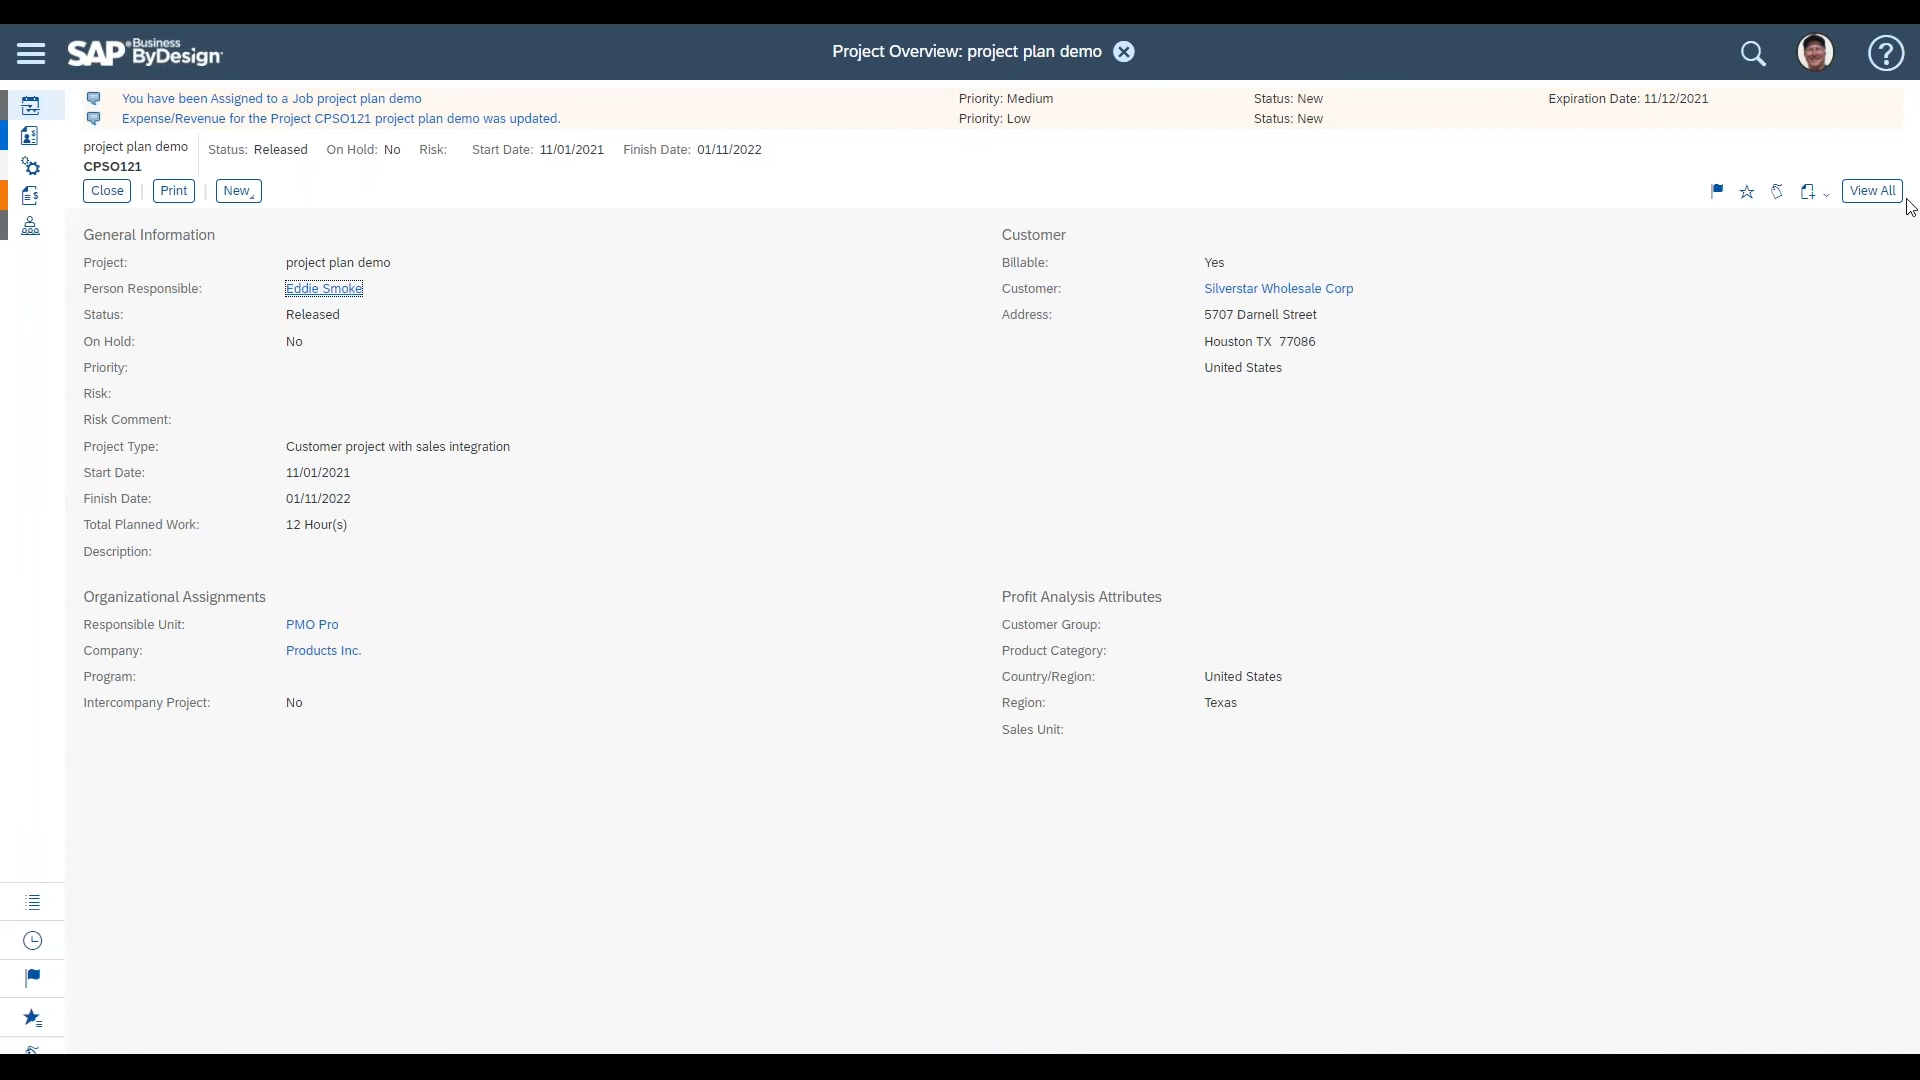 SAP Business ByDesign
Project Overview: project plan demo
You have been Assigned to a Job project plan demo Priority: Medium Status: New Expiration Date: 11/12/2021
Expense/Revenue for the Project CPSO121 project plan demo was updated. Priority: Low Status: New
project plan demo Status: Released On Hold: No Risk: Start Date: 11/01/2021 Finish Date: 01/11/2022
CPSO121
Close Print New View All
General Information
Project: project plan demo
Person Responsible: Eddie Smoke
Status: Released
On Hold: No
Priority:
Risk:
Risk Comment:
Project Type: Customer project with sales integration
Start Date: 11/01/2021
Finish Date: 01/11/2022
Total Planned Work: 12 Hour(s)
Description:
Customer
Billable: Yes
Customer: Silverstar Wholesale Corp
Address: 5707 Darnell Street
Houston TX 77086
United States
Organizational Assignments
Responsible Unit: PMO Pro
Company: Products Inc.
Program:
Intercompany Project: No
Profit Analysis Attributes
Customer Group:
Product Category:
Country/Region: United States
Region: Texas
Sales Unit: